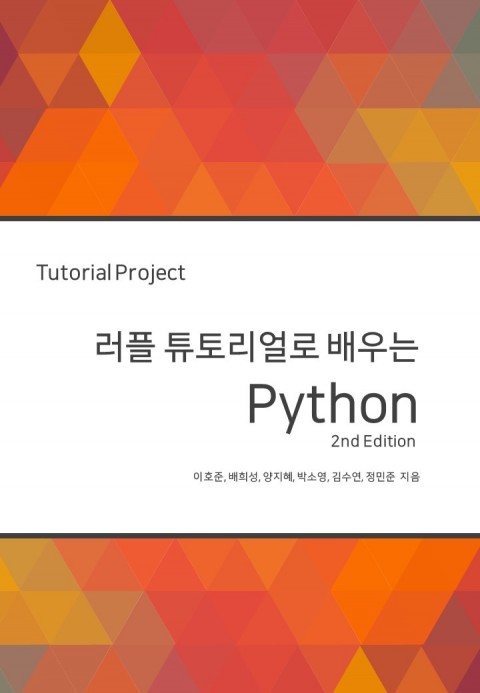 Tutorial Project
러플 튜토리얼로 배우는
Python
2nd Edition
이호준, 배희성, 양지혜, 박소영, 김수연, 정민준 지음